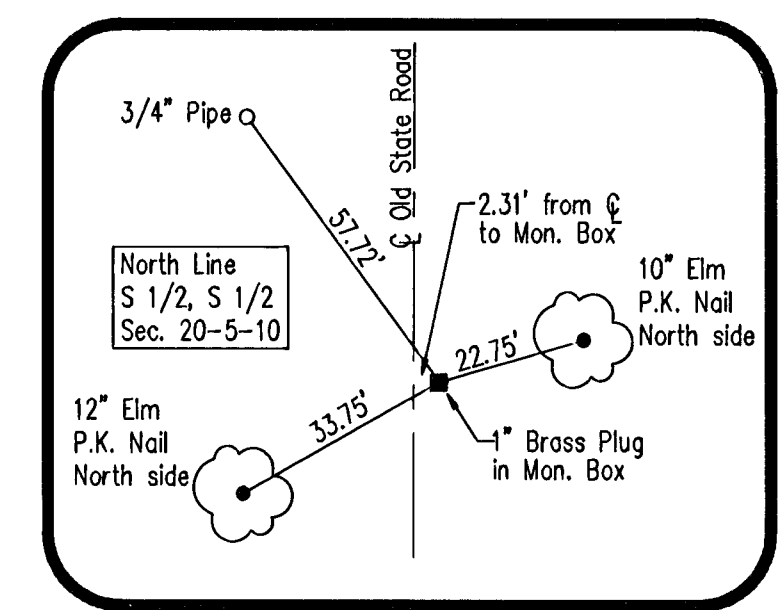 3/4" Pipe
℄ Old State Road
57.72'
2.31' from ℄
to Mon. Box
North Line
S 1/2, S 1/2
Sec. 20-5-10
10" Elm
P.K. Nail
North side
22.75'
33.75'
12" Elm
P.K. Nail
North side
1" Brass Plug
in Mon. Box